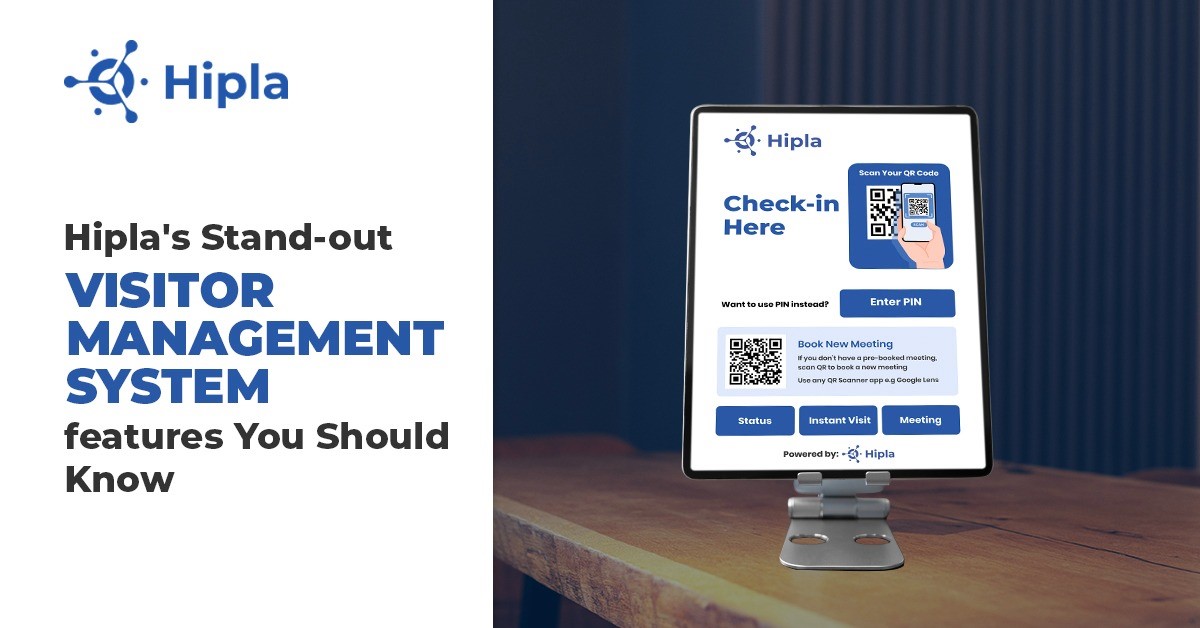 Hipla
Hipla's Stand-out
VISITOR
MANAGEMENT
SYSTEM
features You Should
Know
Hipla
Check-in
Here
Scan Your QR Code
SCAN
Want to use PIN instead?
Enter PIN
Book New Meeting
If you don't have a pre-booked meeting,
scan QR to book a new meeting
Use any QR Scanner app e.g Google Lens
Status
Instant Visit
Meeting
Powered by: Hipla